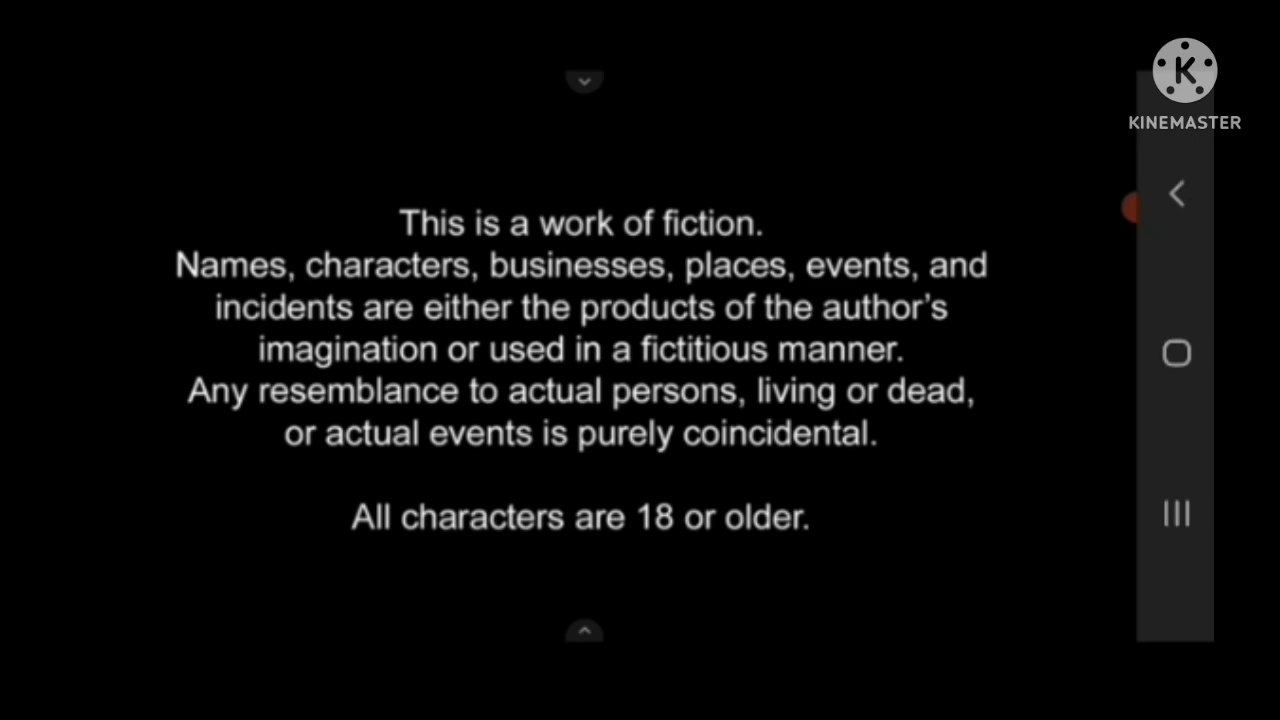 This is a work of fiction.
Names, characters, businesses, places, events, and
incidents are either the products of the author’s
imagination or used in a fictitious manner.
Any resemblance to actual persons, living or dead,
or actual events is purely coincidental.
All characters are 18 or older.
K
KINEMASTER